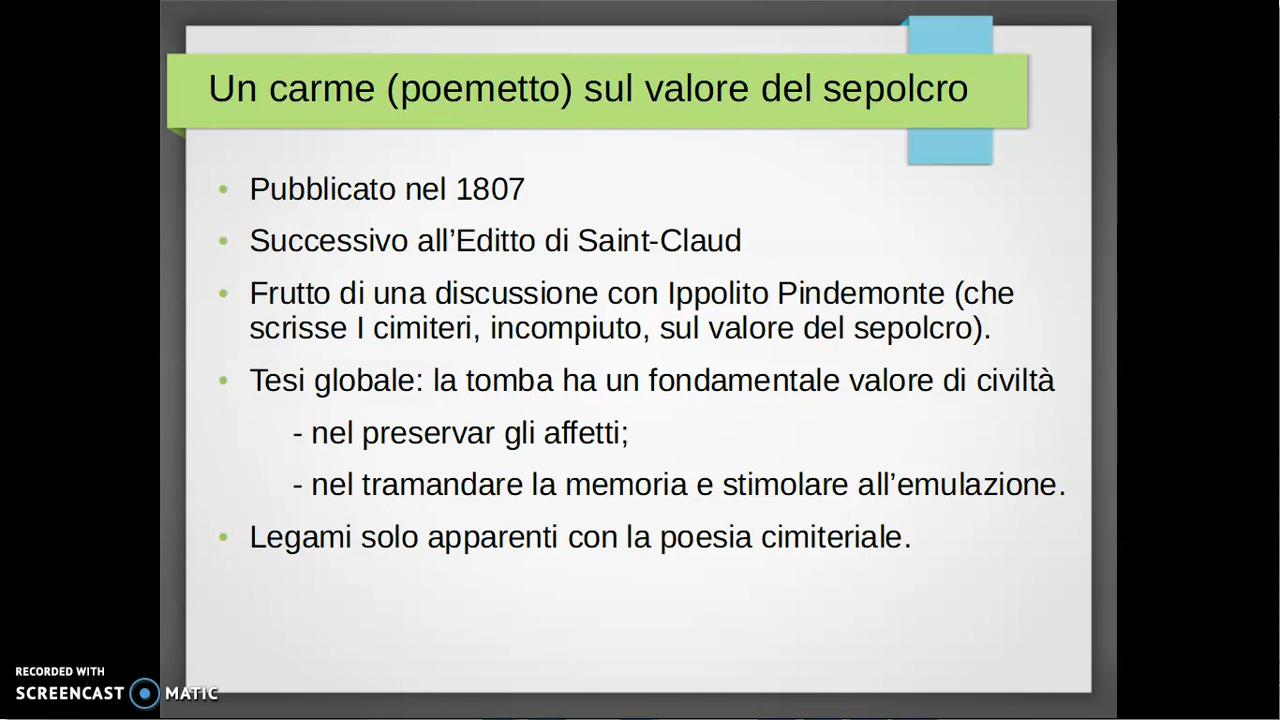 Un carme (poemetto) sul valore del sepolcro
• Pubblicato nel 1807
• Successivo all’Editto di Saint-Claud
• Frutto di una discussione con Ippolito Pindemonte (che
scrisse I cimiteri, incompiuto, sul valore del sepolcro).
• Tesi globale: la tomba ha un fondamentale valore di civiltà
- nel preservar gli affetti;
- nel tramandare la memoria e stimolare all’emulazione.
• Legami solo apparenti con la poesia cimiteriale.
RECORDED WITH
SCREENCAST MATIC